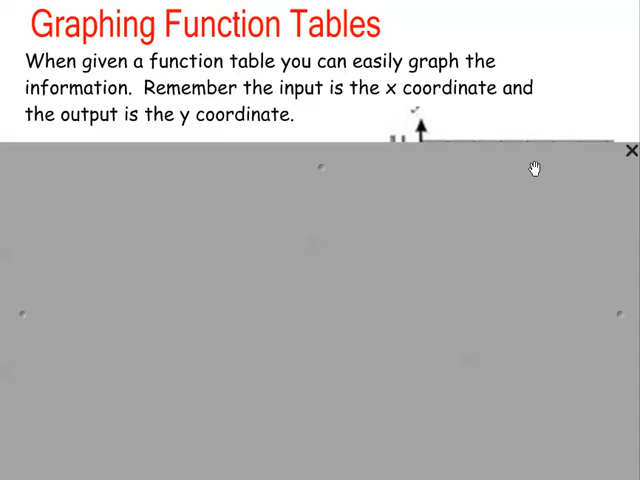 Graphing Function Tables
When given a function table you can easily graph the
information. Remember the input is the x coordinate and
the output is the y coordinate.